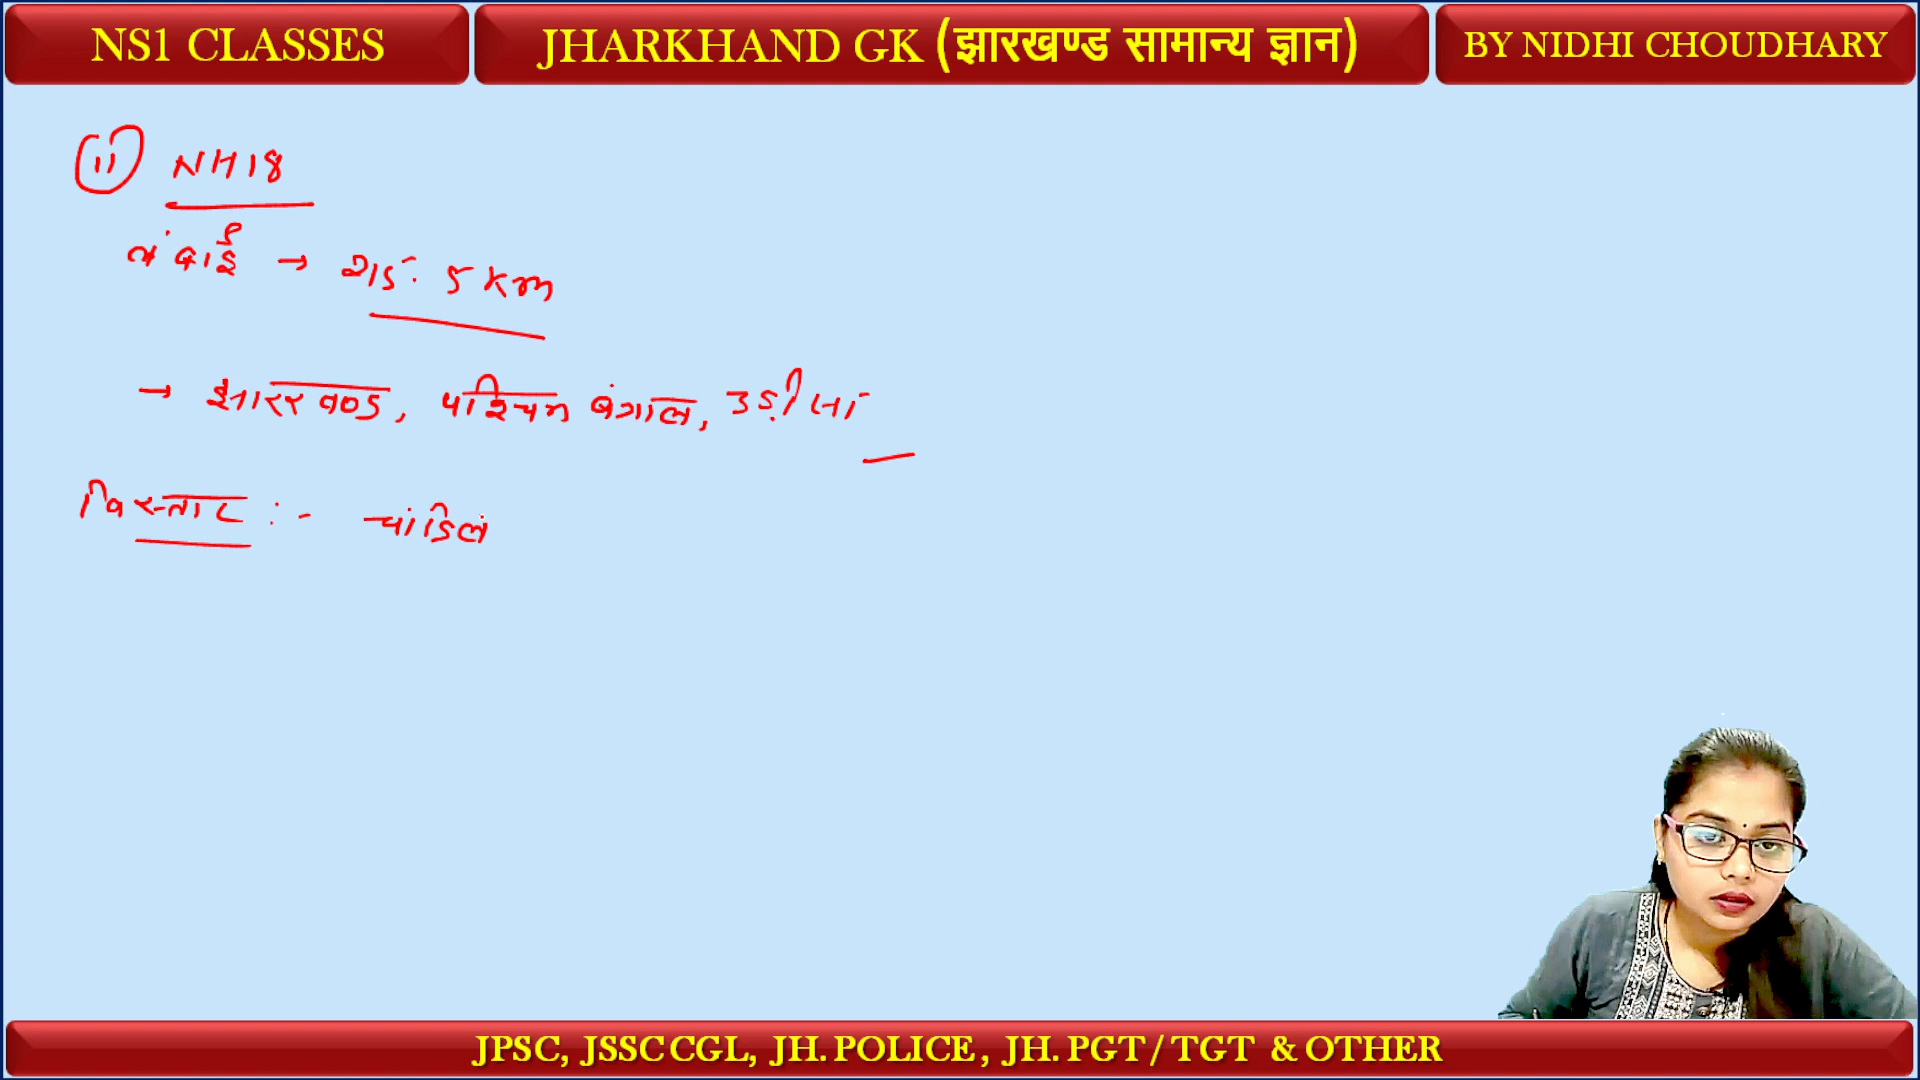 NS1 CLASSES
JHARKHAND GK (झारखण्ड सामान्य ज्ञान)
BY NIDHI CHOUDHARY
11 NH18
लंबाई → 215.5 Km
→ झारखण्ड, पश्चिम बंगाल, उड़ीसा
विस्तार :- चांडिल
JPSC, JSSC CGL, JH. POLICE, JH. PGT / TGT & OTHER